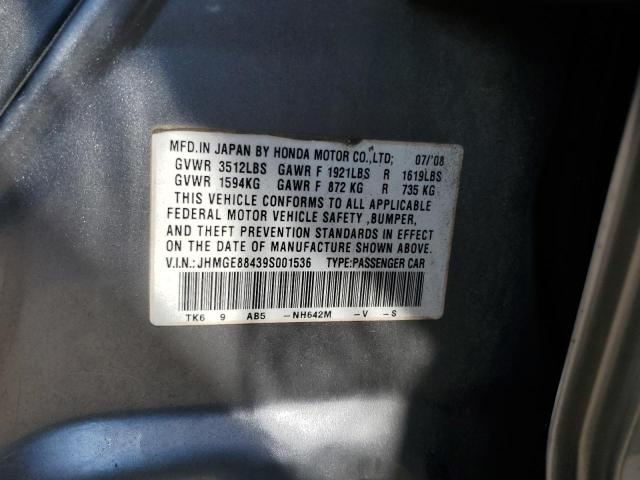 MFD.IN JAPAN BY HONDA MOTOR CO.,LTD; 07/'08
GVWR 3512LBS GAWR F 1921LBS R 1619LBS
GVWR 1594KG GAWR F 872 KG R 735 KG
THIS VEHICLE CONFORMS TO ALL APPLICABLE
FEDERAL MOTOR VEHICLE SAFETY ,BUMPER,
AND THEFT PREVENTION STANDARDS IN EFFECT
ON THE DATE OF MANUFACTURE SHOWN ABOVE.
V.I.N.:JHMGE88439S001536 TYPE:PASSENGER CAR
TK6 9 AB5 -NH642M -V -S